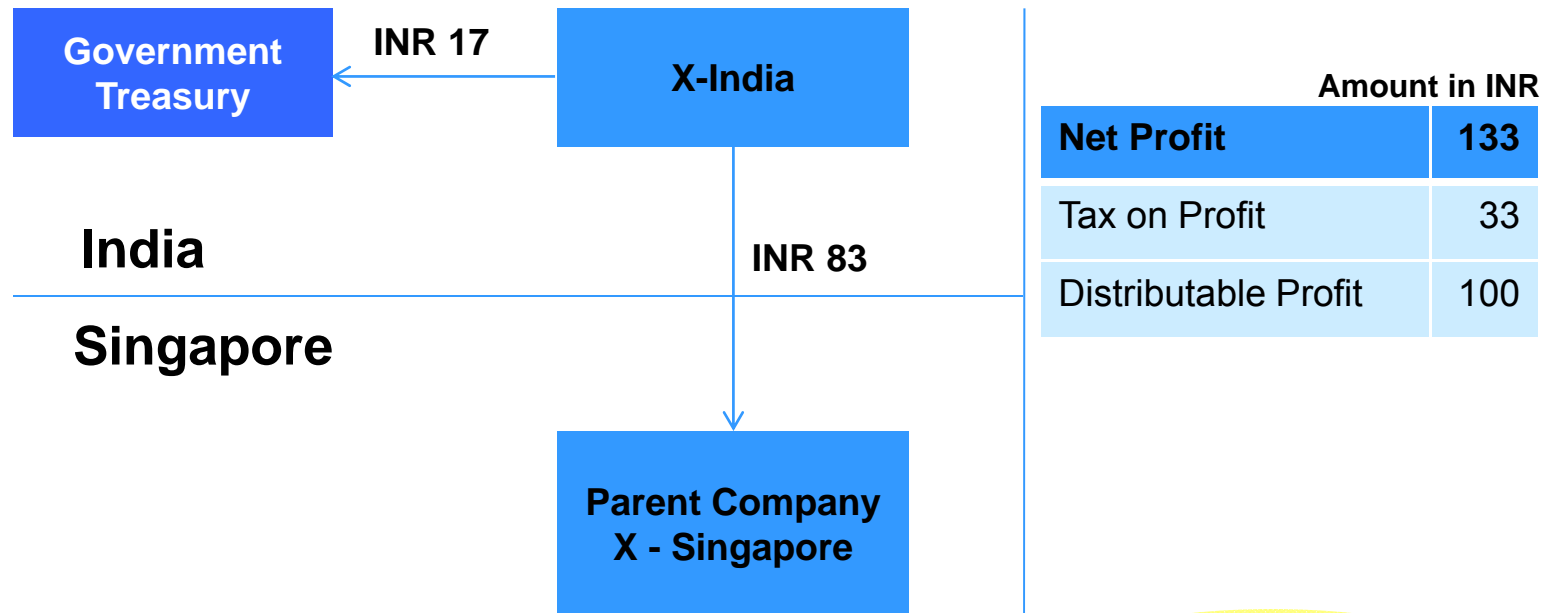 Government
Treasury
INR 17
X-India
India
INR 83
Singapore
Parent Company
X - Singapore
Amount in INR
Net Profit 133
Tax on Profit 33
Distributable Profit 100